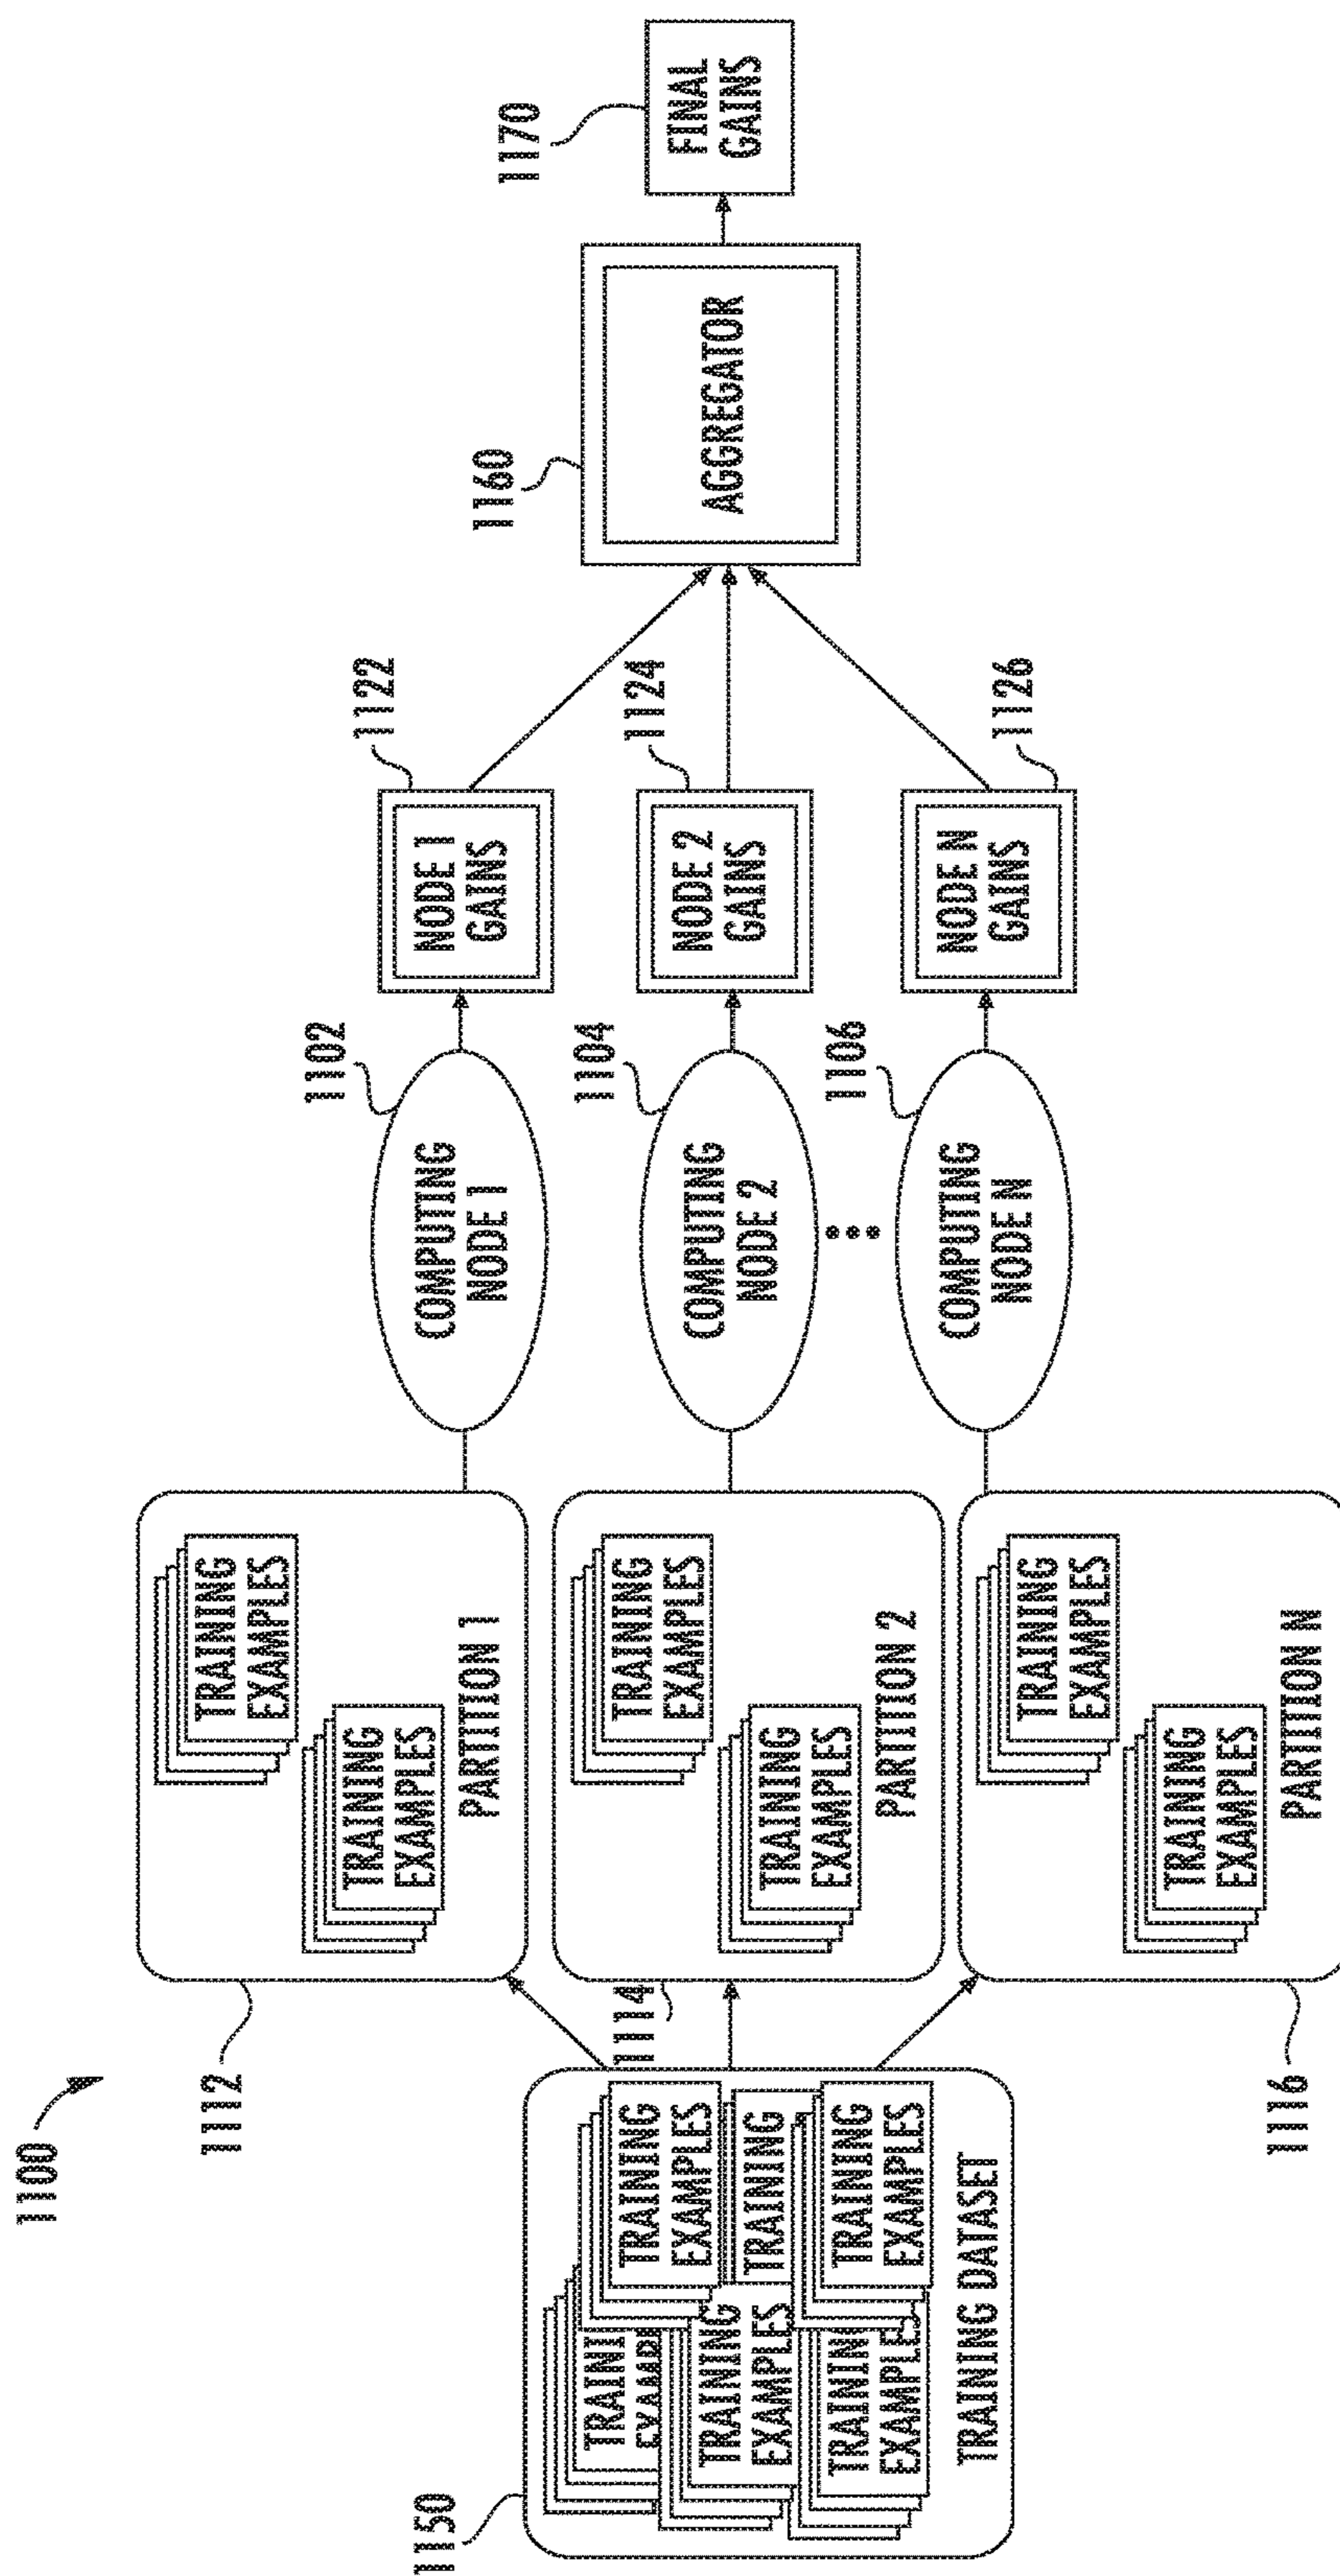 1100
1150
TRAINING
EXAMPLES
TRAINING
EXAMPLES
TRAINING
TRAINING
EXAMPLES
TRAINING DATASET
1112
TRAINING
EXAMPLES
TRAINING
EXAMPLES
PARTITION 1
1114
TRAINING
EXAMPLES
TRAINING
EXAMPLES
PARTITION 2
1116
TRAINING
EXAMPLES
TRAINING
EXAMPLES
PARTITION N
1102
COMPUTING
NODE 1
1104
COMPUTING
NODE 2
•••
1106
COMPUTING
NODE N
1122
NODE 1
GAINS
1124
NODE 2
GAINS
1126
NODE N
GAINS
1160
AGGREGATOR
1170
FINAL
GAINS